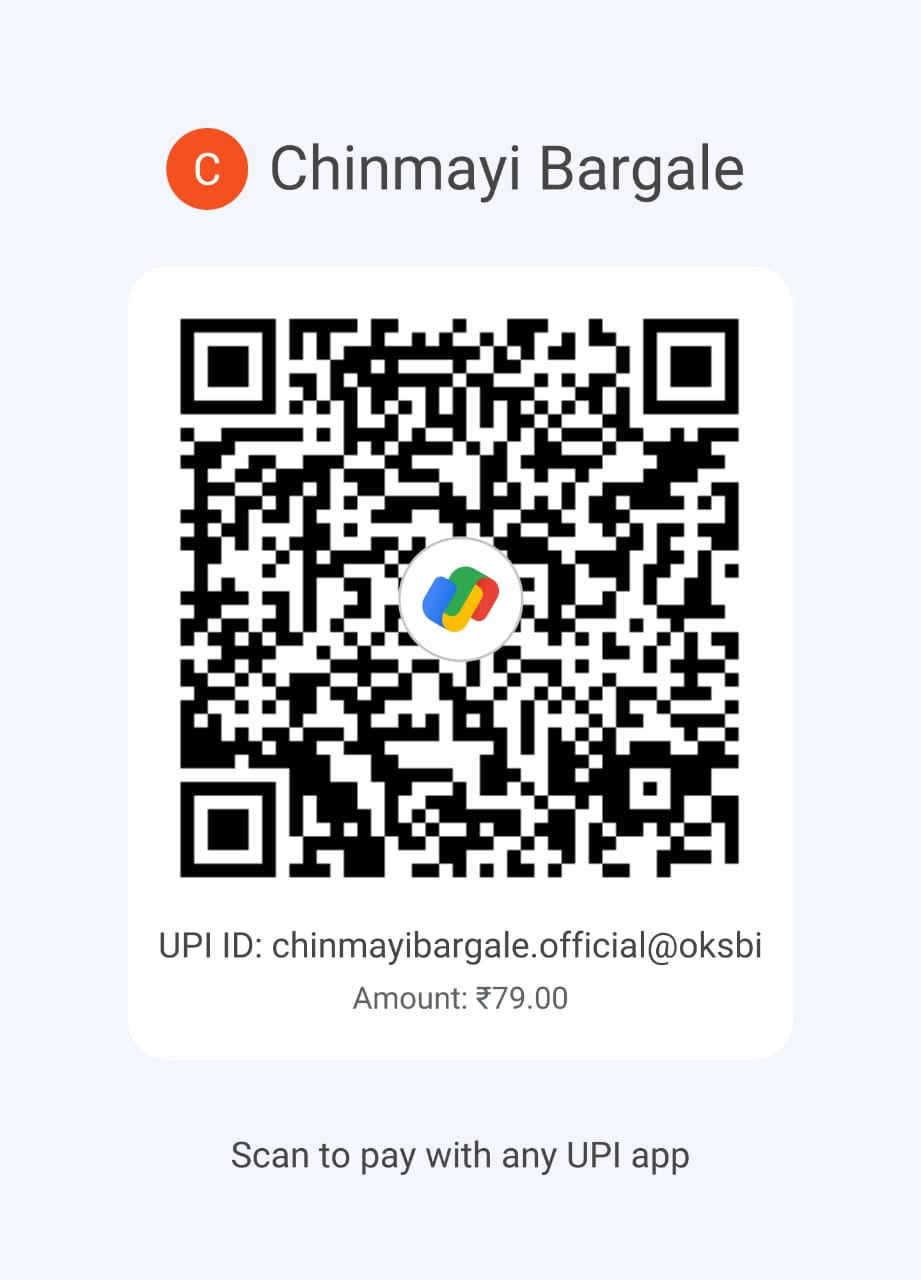 C Chinmayi Bargale
UPI ID: chinmayibargale.official@oksbi
Amount: ₹79.00
Scan to pay with any UPI app